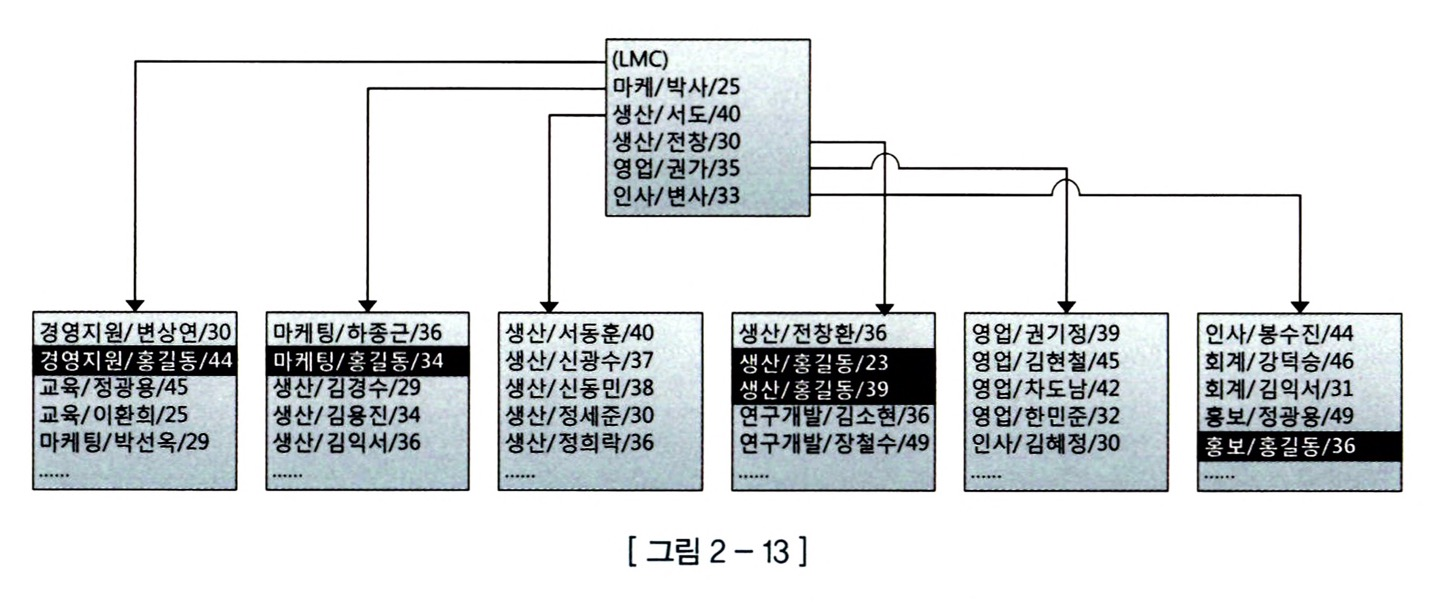 (LMC)
마케/박사/25
생산/서도/40
생산/전창/30
영업/권가/35
인사/변사/33
경영지원/변상연/30
경영지원/홍길동/44
교육/정광용/45
교육/이환희/25
마케팅/박선옥/29
......
마케팅/하종근/36
마케팅/홍길동/34
생산/김경수/29
생산/김용진/34
생산/김익서/36
......
생산/서동훈/40
생산/신광수/37
생산/신동민/38
생산/정세준/30
생산/정희락/36
......
생산/전창환/36
생산/홍길동/23
생산/홍길동/39
연구개발/김소현/36
연구개발/장철수/49
......
영업/권기정/39
영업/김현철/45
영업/차도남/42
영업/한민준/32
인사/김혜정/30
......
인사/봉수진/44
회계/강덕승/46
회계/김익서/31
홍보/정광용/49
홍보/홍길동/36
......
[ 그림 2 – 13 ]